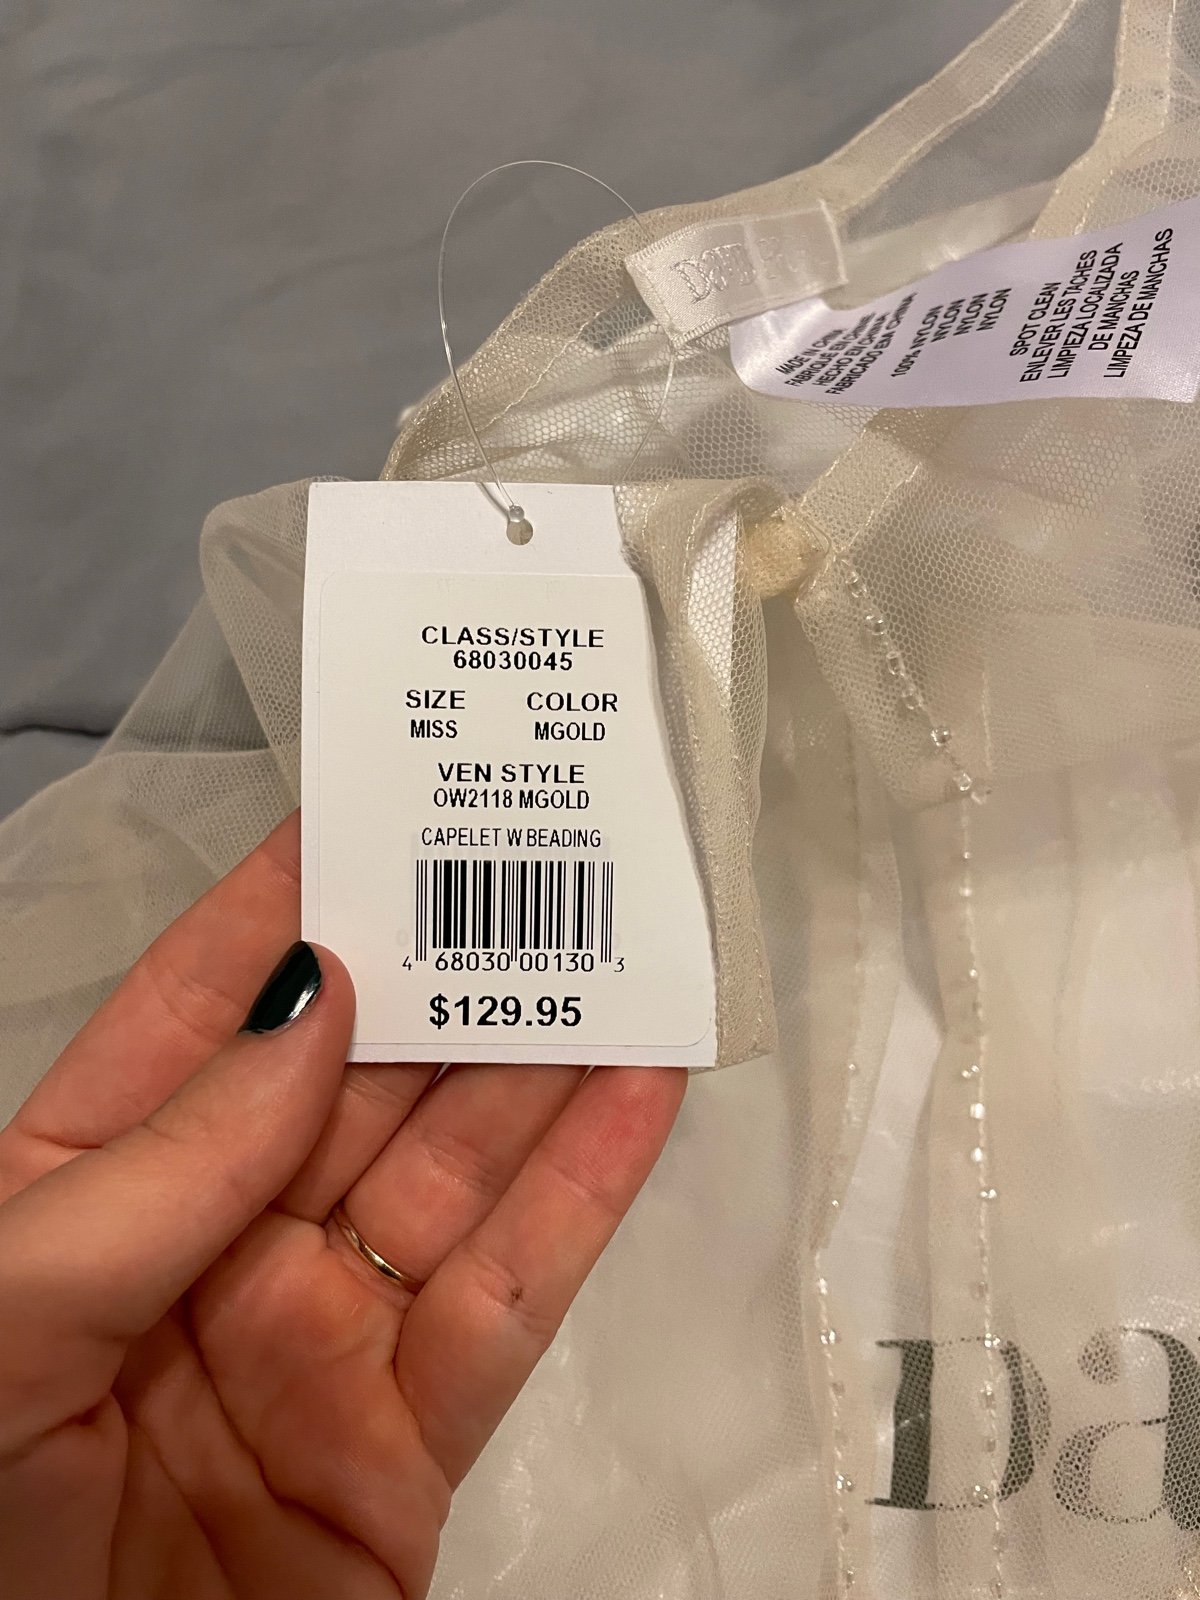 MADE IN CHINA
FABRIQUE EN CHINE
HECHO EN CHINA
FABRICADO EM CHINA
100% NYLON
NYLON
NYLON
NYLON
SPOT CLEAN
ENLEVER LES TACHES
LIMPIEZA LOCALIZADA
DE MANCHAS
LIMPEZA DE MANCHAS
CLASS/STYLE
68030045
SIZE COLOR
MISS MGOLD
VEN STYLE
OW2118 MGOLD
CAPELET W BEADING
4 68030 00130 3
$129.95
Da